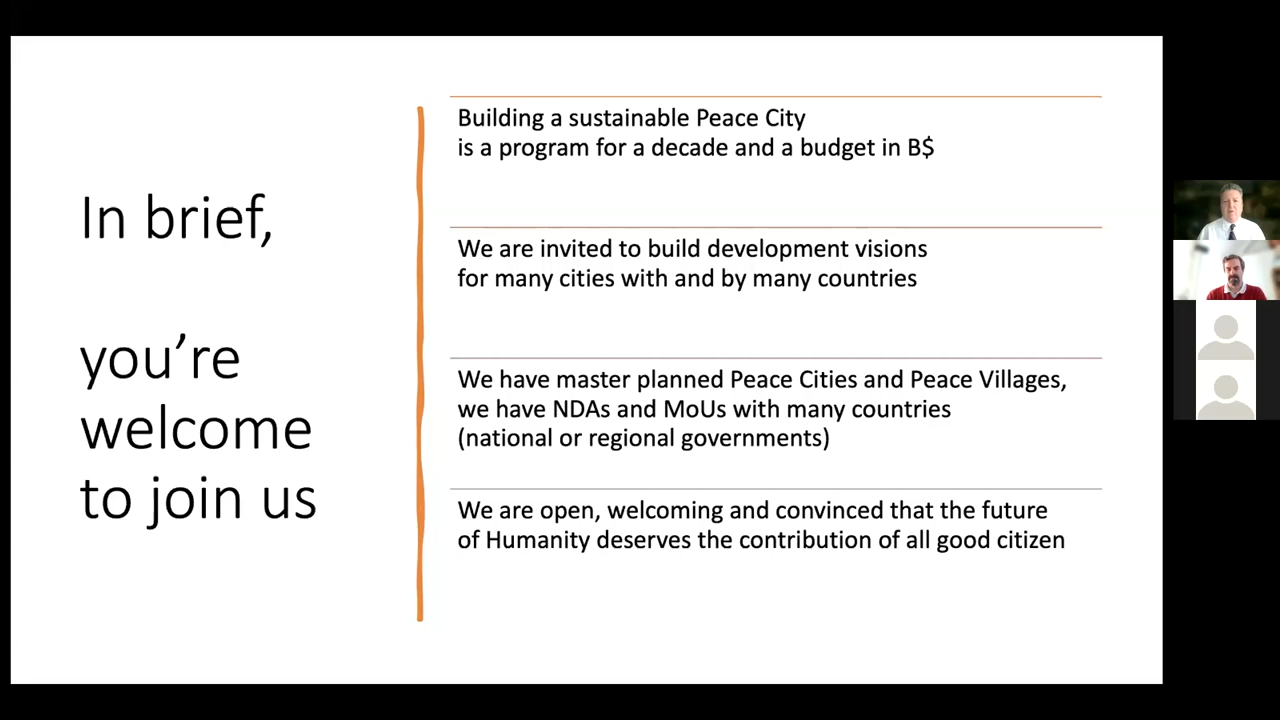 In brief,
you’re
welcome
to join us
Building a sustainable Peace City
is a program for a decade and a budget in B$
We are invited to build development visions
for many cities with and by many countries
We have master planned Peace Cities and Peace Villages,
we have NDAs and MoUs with many countries
(national or regional governments)
We are open, welcoming and convinced that the future
of Humanity deserves the contribution of all good citizen